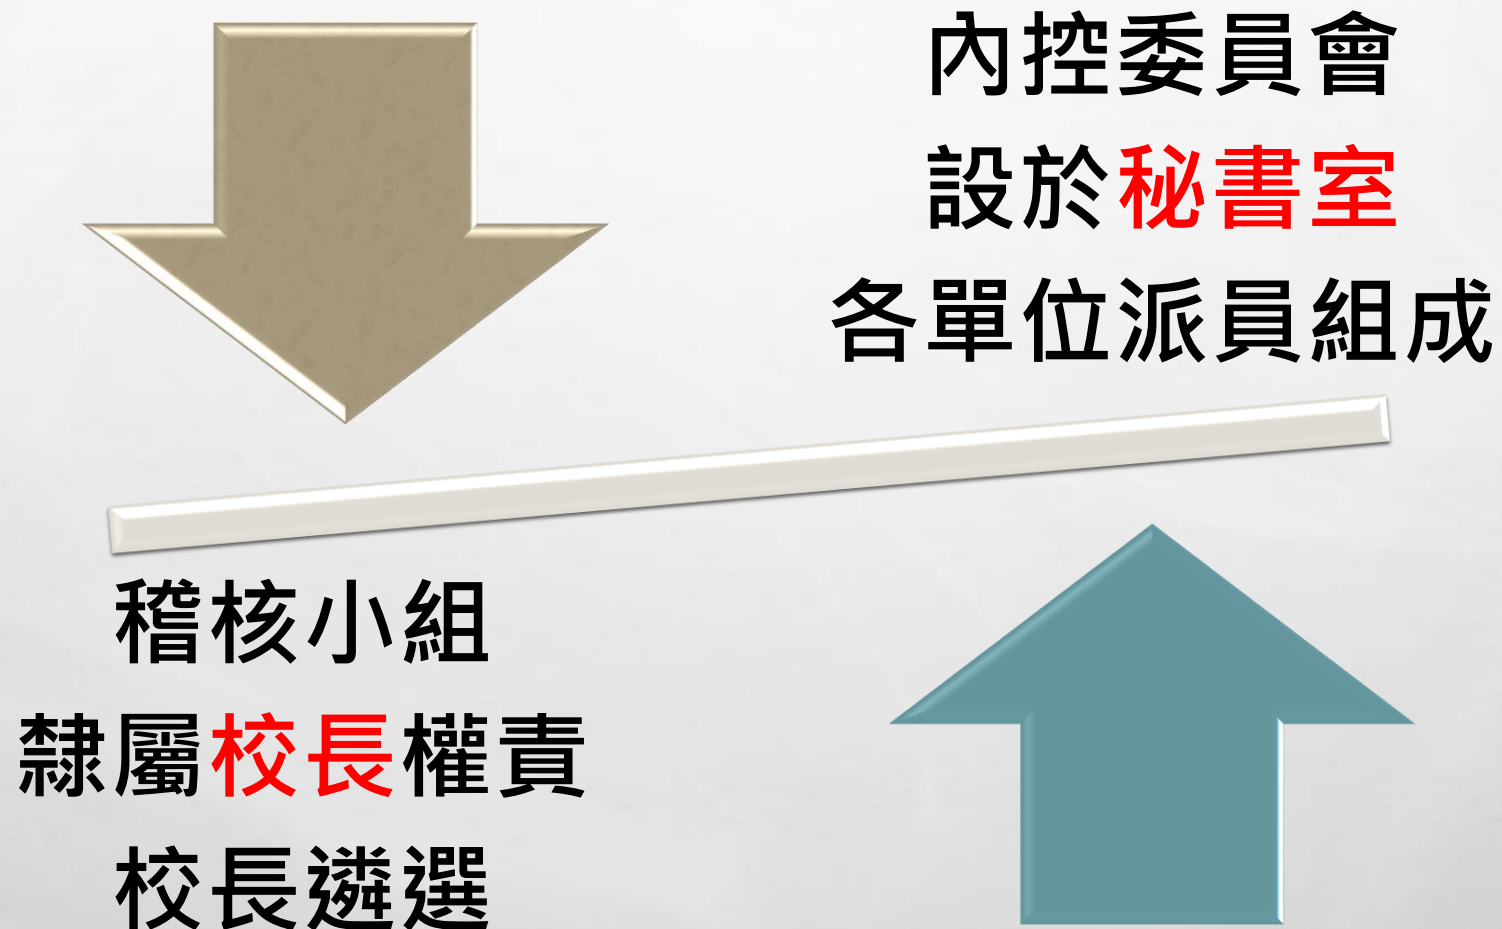 內控委員會
設於秘書室
各單位派員組成
稽核小組
隸屬校長權責
校長遴選